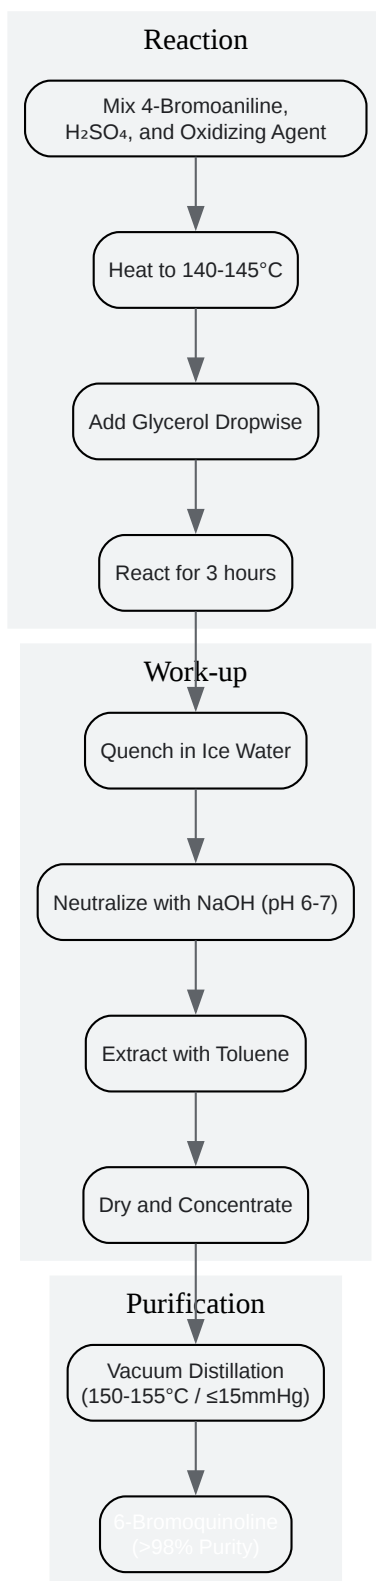 Reaction
Mix 4-Bromoaniline,
H₂SO₄, and Oxidizing Agent
Heat to 140-145°C
Add Glycerol Dropwise
React for 3 hours
Work-up
Quench in Ice Water
Neutralize with NaOH (pH 6-7)
Extract with Toluene
Dry and Concentrate
Purification
Vacuum Distillation
(150-155°C / ≤15mmHg)
6-Bromoquinoline
(>98% Purity)